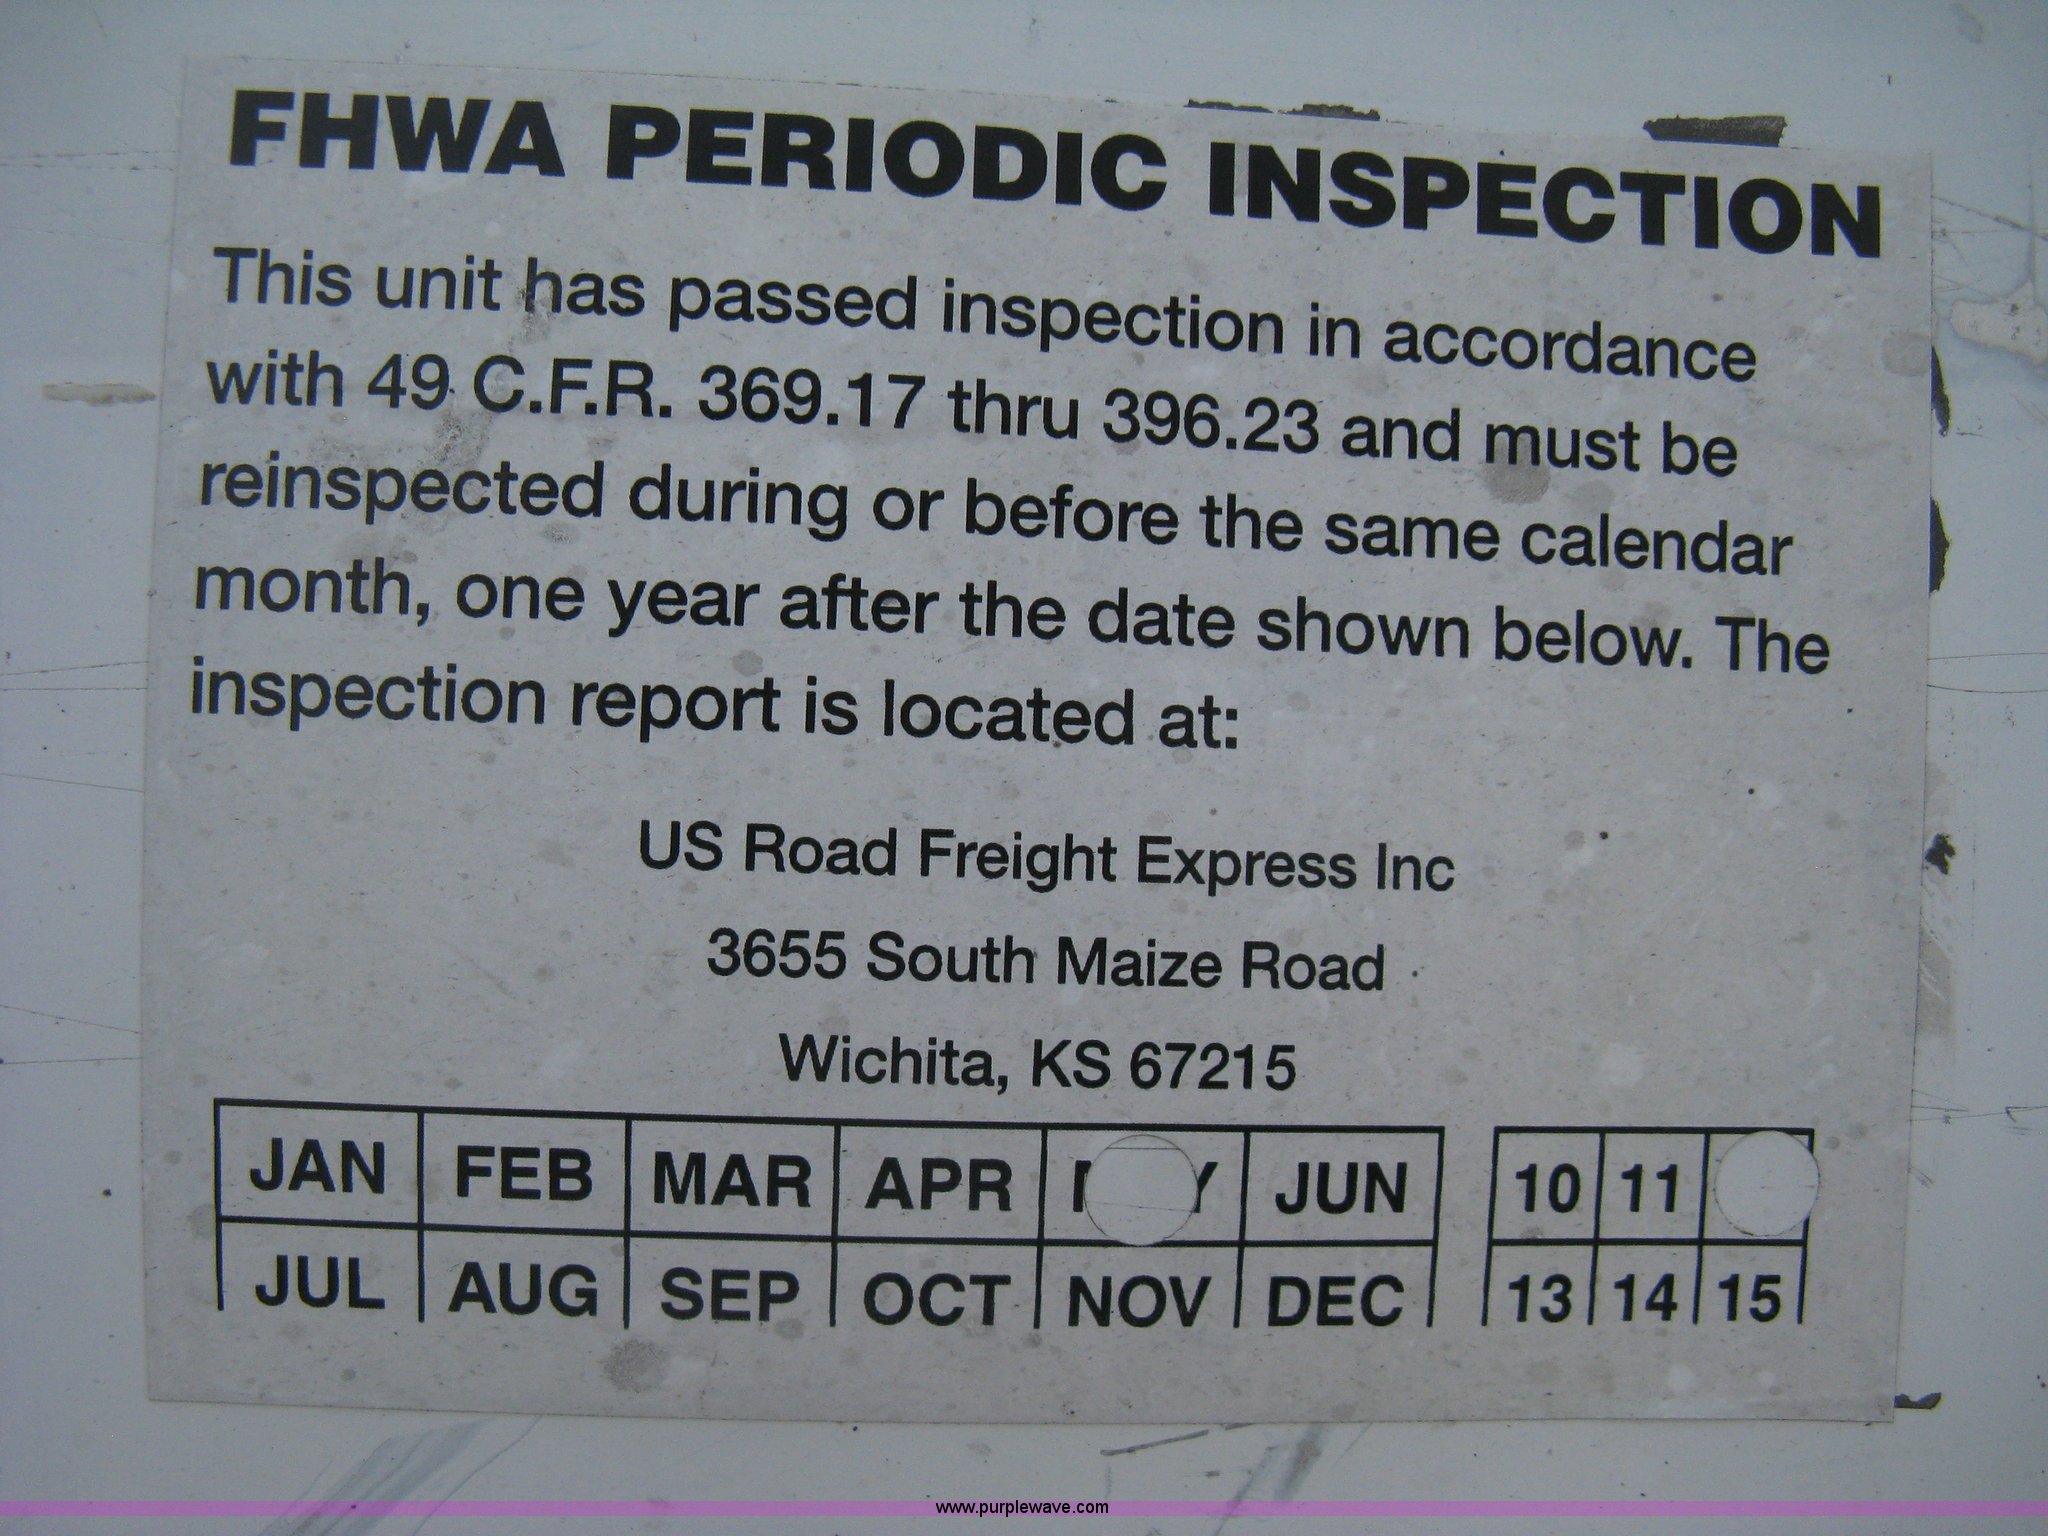 FHWA PERIODIC INSPECTION
This unit has passed inspection in accordance
with 49 C.F.R. 369.17 thru 396.23 and must be
reinspected during or before the same calendar
month, one year after the date shown below. The
inspection report is located at:
US Road Freight Express Inc
3655 South Maize Road
Wichita, KS 67215
JAN FEB MAR APR JUN 10 11
JUL AUG SEP OCT NOV DEC 13 14 15
www.purplewave.com